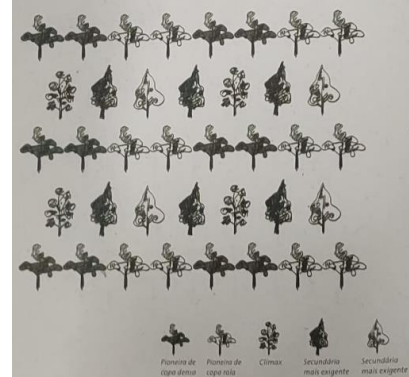 Pioneira de
copa densa
Pioneira de
copa rala
Clímax
Secundária
mais exigente
Secundária
mais exigente